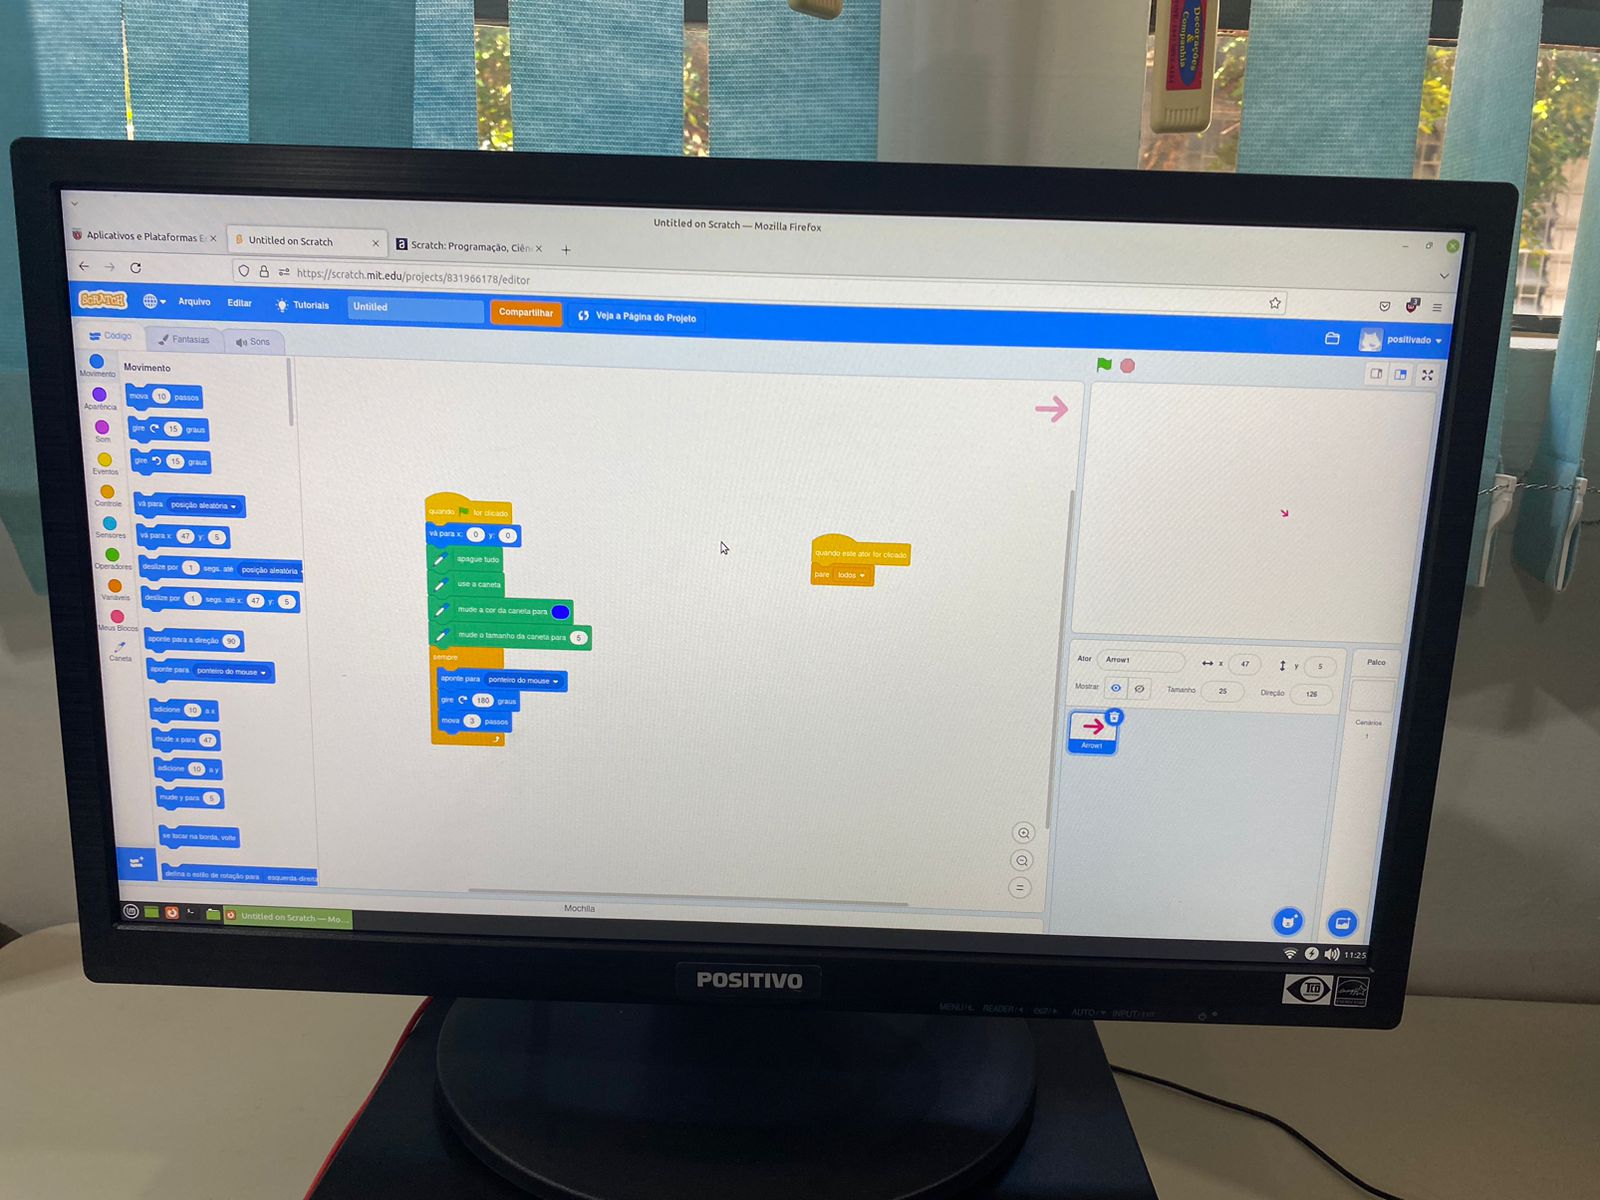 Decorações
&
Companhia
Untitled on Scratch — Mozilla Firefox
Aplicativos e Plataformas E
Untitled on Scratch
Scratch: Programação, Ciên
https://scratch.mit.edu/projects/831966178/editor
SCRATCH
Arquivo
Editar
Tutoriais
Untitled
Compartilhar
Veja a Página do Projeto
positivado
Código
Fantasias
Sons
Movimento
Aparência
Som
Eventos
Controle
Sensores
Operadores
Variáveis
Meus Blocos
Caneta
Movimento
mova 10 passos
gire 15 graus
gire 15 graus
vá para posição aleatória
vá para x: 47 y: 5
deslize por 1 segs. até posição aleatória
deslize por 1 segs. até x: 47 y: 5
aponte para a direção 90
aponte para ponteiro do mouse
adicione 10 a x
mude x para 47
adicione 10 a y
mude y para 5
se tocar na borda, volte
defina o estilo de rotação para esquerda-direita
quando for clicado
vá para x: 0 y: 0
apague tudo
use a caneta
mude a cor da caneta para
mude o tamanho da caneta para 5
sempre
aponte para ponteiro do mouse
gire 180 graus
mova 3 passos
quando este ator for clicado
pare todos
Ator Arrow1 x 47 y 5
Mostrar Tamanho 25 Direção 126
Arrow1
Palco
Cenários
1
Mochila
Untitled on Scratch — Mo...
11:25
POSITIVO
TCO
MENU
READER
AUTO
INPUT